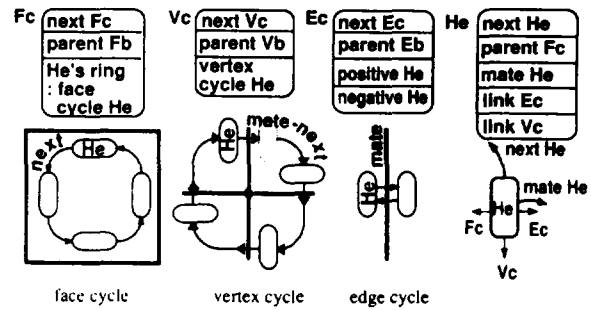 Fc
next Fc
parent Fb
He's ring
: face
cycle He
Vc
next Vc
parent Vb
vertex
cycle He
Ec
next Ec
parent Eb
positive He
negative He
He
next He
parent Fc
mate He
link Ec
link Vc
next
He
He
mete-next
mate
He
next He
mate He
He
Fc
Ec
Vc
face cycle
vertex cycle
edge cycle